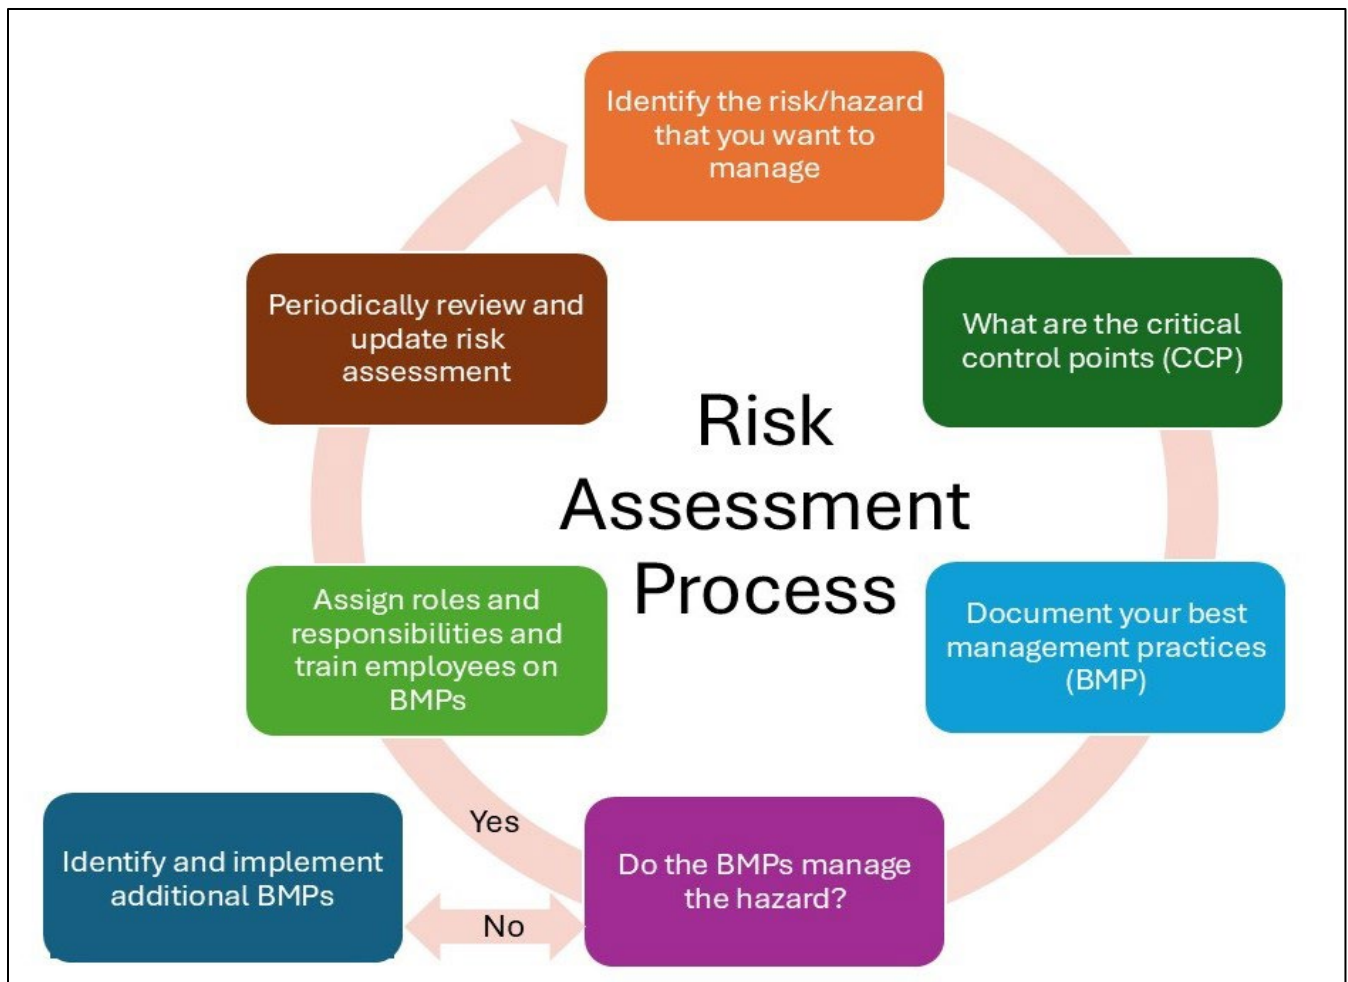 Identify the risk/hazard
that you want to
manage
What are the critical
control points (CCP)
Document your best
management practices
(BMP)
Do the BMPs manage
the hazard?
No
Identify and implement
additional BMPs
Yes
Assign roles and
responsibilities and
train employees on
BMPs
Periodically review and
update risk
assessment
Risk
Assessment
Process